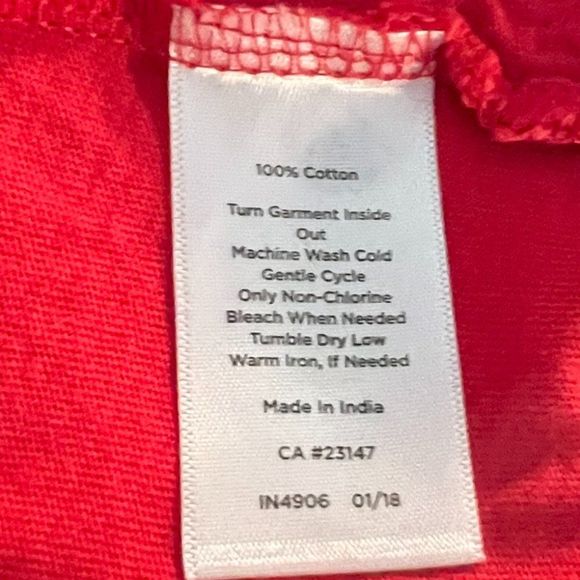 100% Cotton
Turn Garment Inside
Out
Machine Wash Cold
Gentle Cycle
Only Non-Chlorine
Bleach When Needed
Tumble Dry Low
Warm Iron, If Needed
Made In India
CA #23147
IN4906 01/18